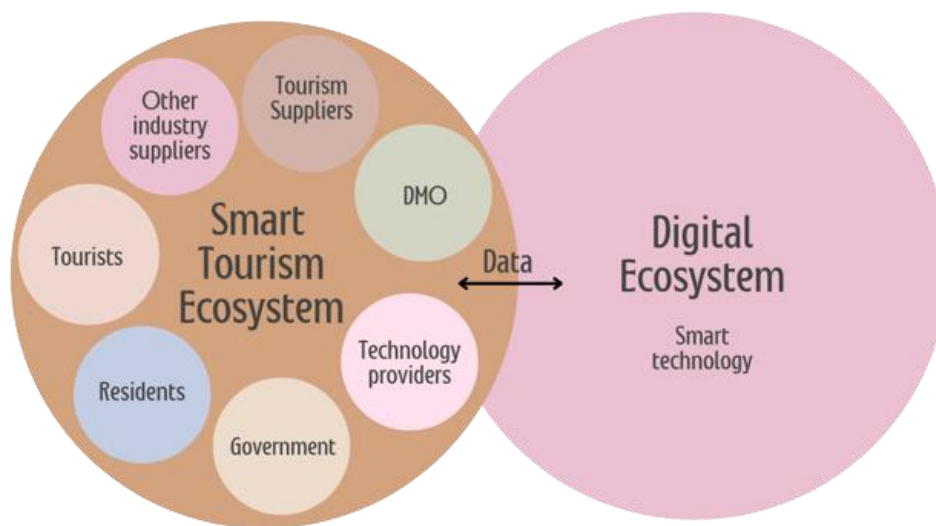 Other
industry
suppliers
Tourism
Suppliers
DMO
Tourists
Smart
Tourism
Ecosystem
Data
Technology
providers
Residents
Government
Digital
Ecosystem
Smart
technology